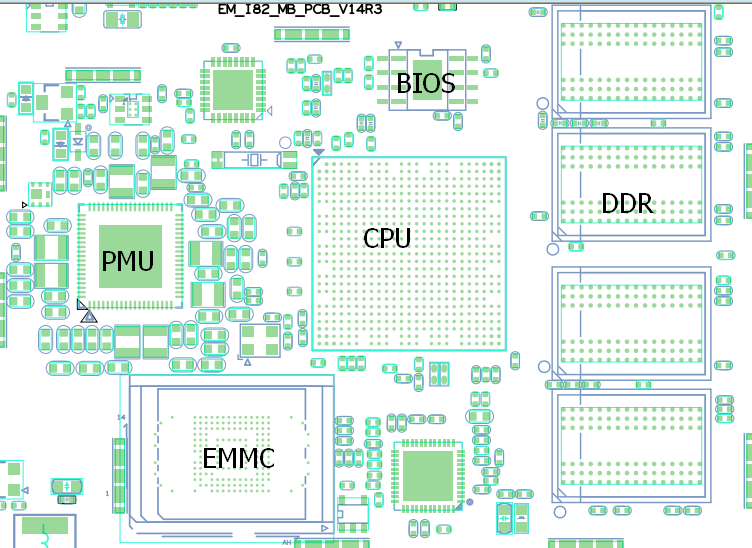 EM_I82_MB_PCB_V14R3
BIOS
DDR
CPU
PMU
14
EMMC
1
AH